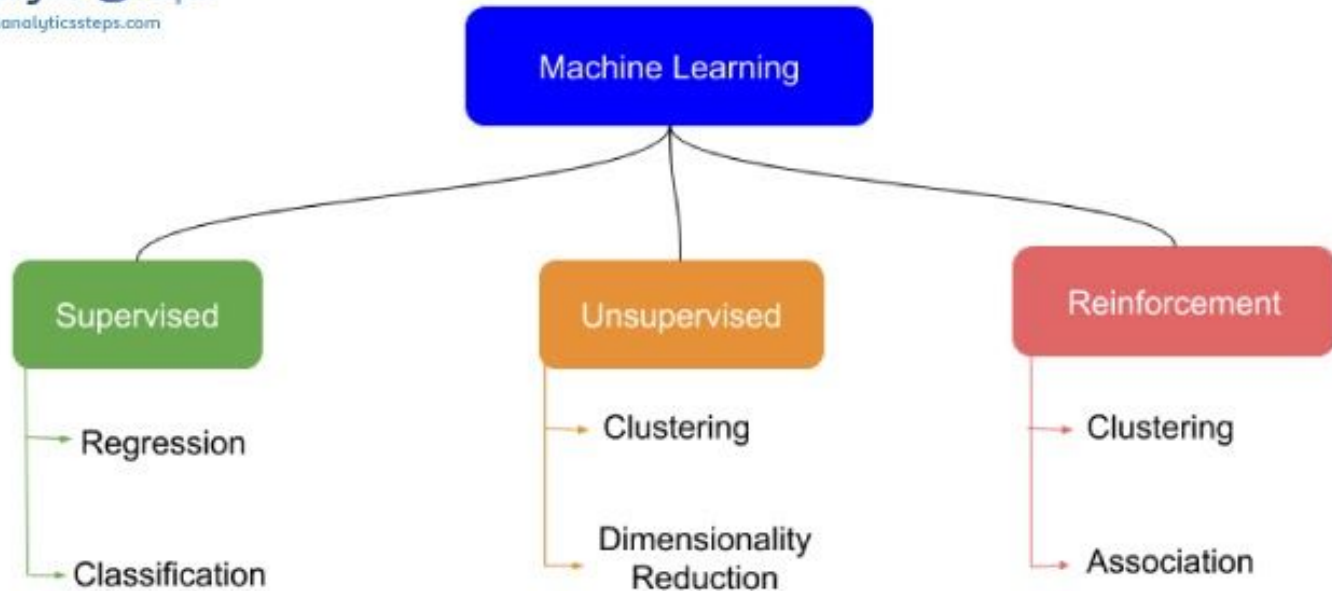 analyticssteps.com
Machine Learning
Supervised
Unsupervised
Reinforcement
Regression
Clustering
Clustering
Classification
Dimensionality
Reduction
Association